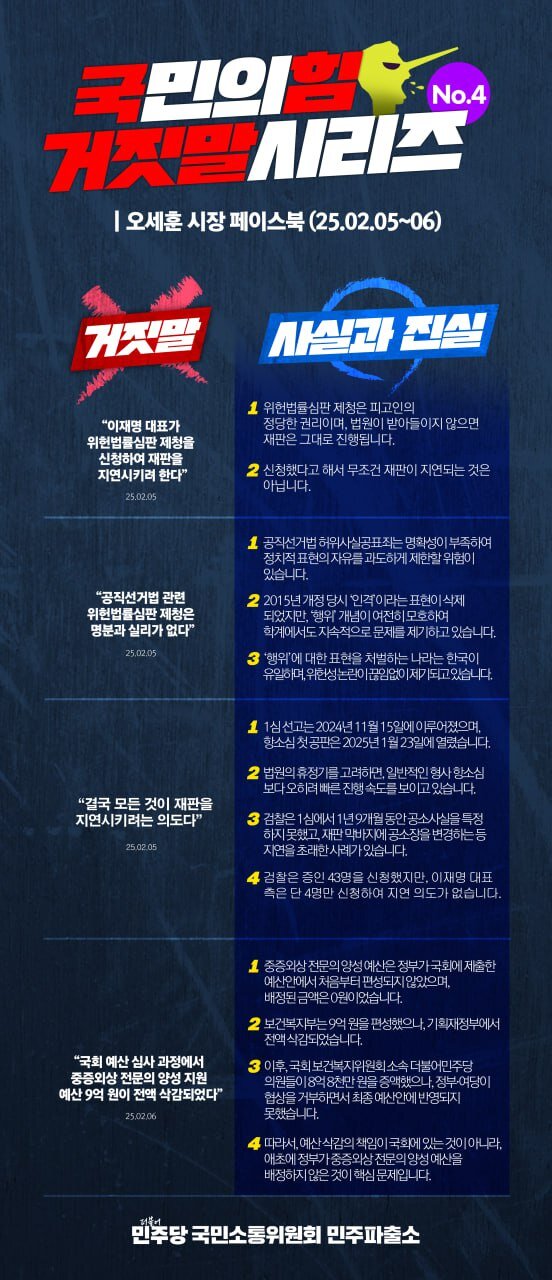 국민의힘
No.4
거짓말시리즈
| 오세훈 시장 페이스북 (25.02.05~06)
거짓말
사실과 진실
“이재명 대표가
위헌법률심판 제청을
신청하여 재판을
지연시키려 한다”
25.02.05
1 위헌법률심판 제청은 피고인의
정당한 권리이며, 법원이 받아들이지 않으면
재판은 그대로 진행됩니다.
2 신청했다고 해서 무조건 재판이 지연되는 것은
아닙니다.
“공직선거법 관련
위헌법률심판 제청은
명분과 실리가 없다”
25.02.05
1 공직선거법 허위사실공표죄는 명확성이 부족하여
정치적 표현의 자유를 과도하게 제한할 위험이
있습니다.
2 2015년 개정 당시 ‘인격’이라는 표현이 삭제
되었지만, ‘행위’ 개념이 여전히 모호하여
학계에서도 지속적으로 문제를 제기하고 있습니다.
3 ‘행위’에 대한 표현을 처벌하는 나라는 한국이
유일하며, 위헌성 논란이 끊임없이 제기되고 있습니다.
“결국 모든 것이 재판을
지연시키려는 의도다”
25.02.05
1 1심 선고는 2024년 11월 15일에 이루어졌으며,
항소심 첫 공판은 2025년 1월 23일에 열렸습니다.
2 법원의 휴정기를 고려하면, 일반적인 형사 항소심
보다 오히려 빠른 진행 속도를 보이고 있습니다.
3 검찰은 1심에서 1년 9개월 동안 공소사실을 특정
하지 못했고, 재판 막바지에 공소장을 변경하는 등
지연을 초래한 사례가 있습니다.
4 검찰은 증인 43명을 신청했지만, 이재명 대표
측은 단 4명만 신청하여 지연 의도가 없습니다.
“국회 예산 심사 과정에서
중증외상 전문의 양성 지원
예산 9억 원이 전액 삭감되었다”
25.02.06
1 중증외상 전문의 양성 예산은 정부가 국회에 제출한
예산안에서 처음부터 편성되지 않았으며,
배정된 금액은 0원이었습니다.
2 보건복지부는 9억 원을 편성했으나, 기획재정부에서
전액 삭감되었습니다.
3 이후, 국회 보건복지위원회 소속 더불어민주당
의원들이 8억 8천만 원을 증액했으나, 정부·여당이
협상을 거부하면서 최종 예산안에 반영되지
못했습니다.
4 따라서, 예산 삭감의 책임이 국회에 있는 것이 아니라,
애초에 정부가 중증외상 전문의 양성 예산을
배정하지 않은 것이 핵심 문제입니다.
더불어
민주당 국민소통위원회 민주파출소